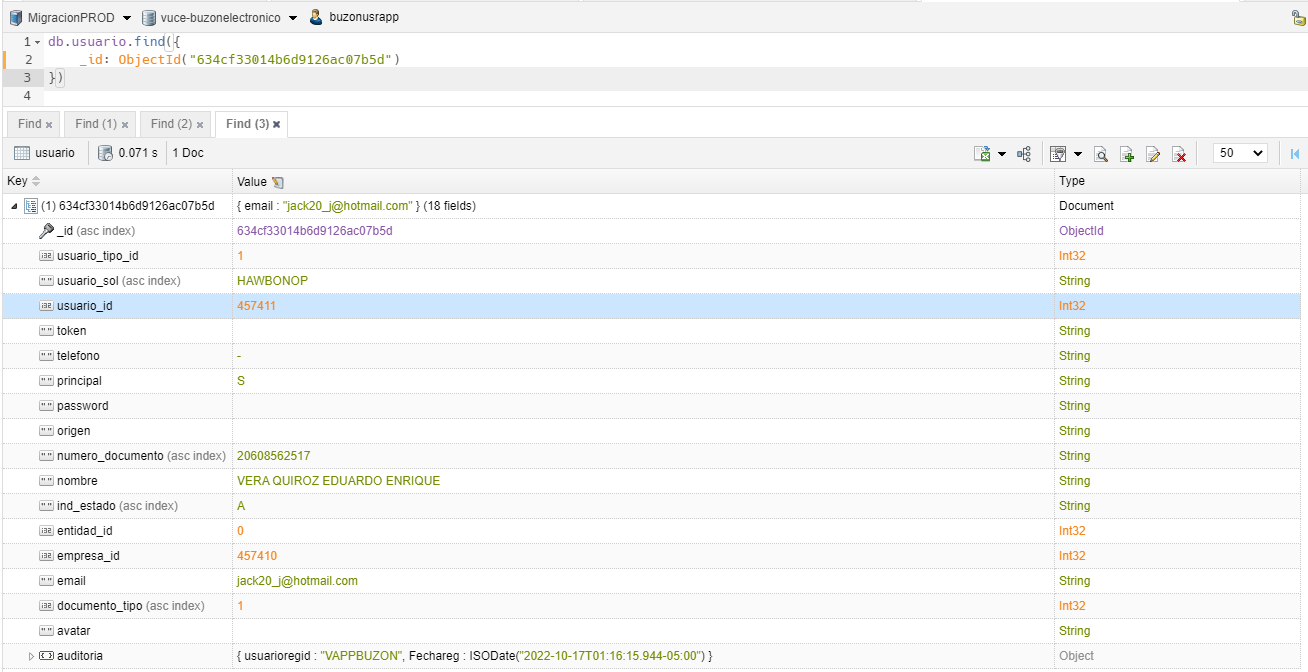 MigracionPROD vuce-buzonelectronico buzonusrapp
1 db.usuario.find({
2 _id: ObjectId("634cf33014b6d9126ac07b5d")
3 })
4
Find × Find (1) × Find (2) × Find (3) ×
usuario 0.071 s 1 Doc 50
Key Value Type
(1) 634cf33014b6d9126ac07b5d { email : "jack20_j@hotmail.com" } (18 fields) Document
_id (asc index) 634cf33014b6d9126ac07b5d ObjectId
i32 usuario_tipo_id 1 Int32
"" usuario_sol (asc index) HAWBONOP String
i32 usuario_id 457411 Int32
"" token String
"" telefono - String
"" principal S String
"" password String
"" origen String
"" numero_documento (asc index) 20608562517 String
"" nombre VERA QUIROZ EDUARDO ENRIQUE String
"" ind_estado (asc index) A String
i32 entidad_id 0 Int32
i32 empresa_id 457410 Int32
"" email jack20_j@hotmail.com String
i32 documento_tipo (asc index) 1 Int32
"" avatar String
auditoria { usuarioregid : "VAPPBUZON", Fechareg : ISODate("2022-10-17T01:16:15.944-05:00") } Object